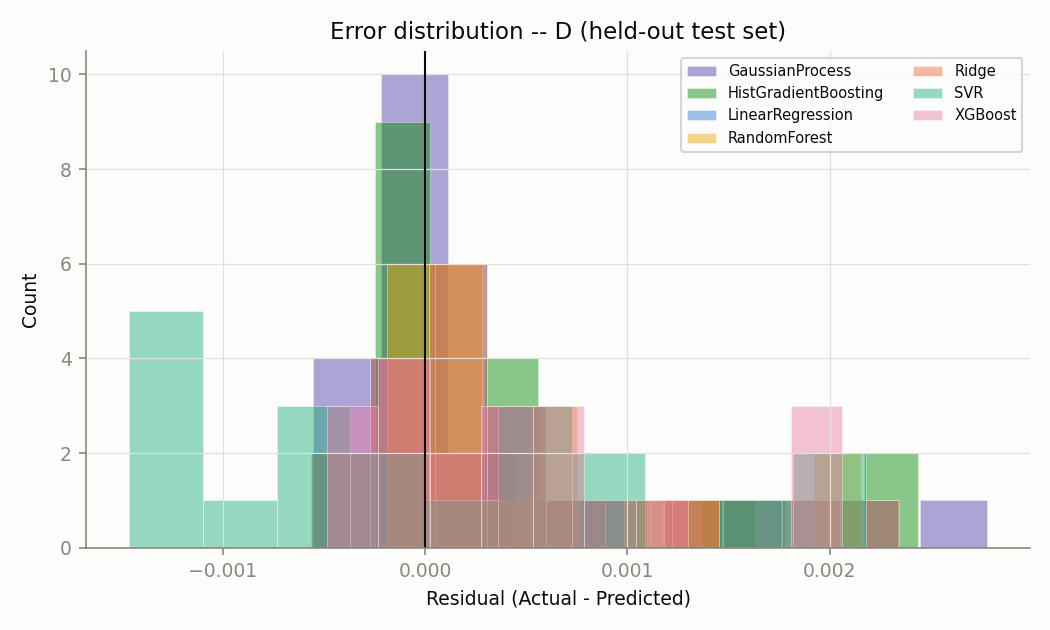 Error distribution -- D (held-out test set)
GaussianProcess
HistGradientBoosting
LinearRegression
RandomForest
Ridge
SVR
XGBoost
Count
10
8
6
4
2
0
−0.001
0.000
0.001
0.002
Residual (Actual - Predicted)